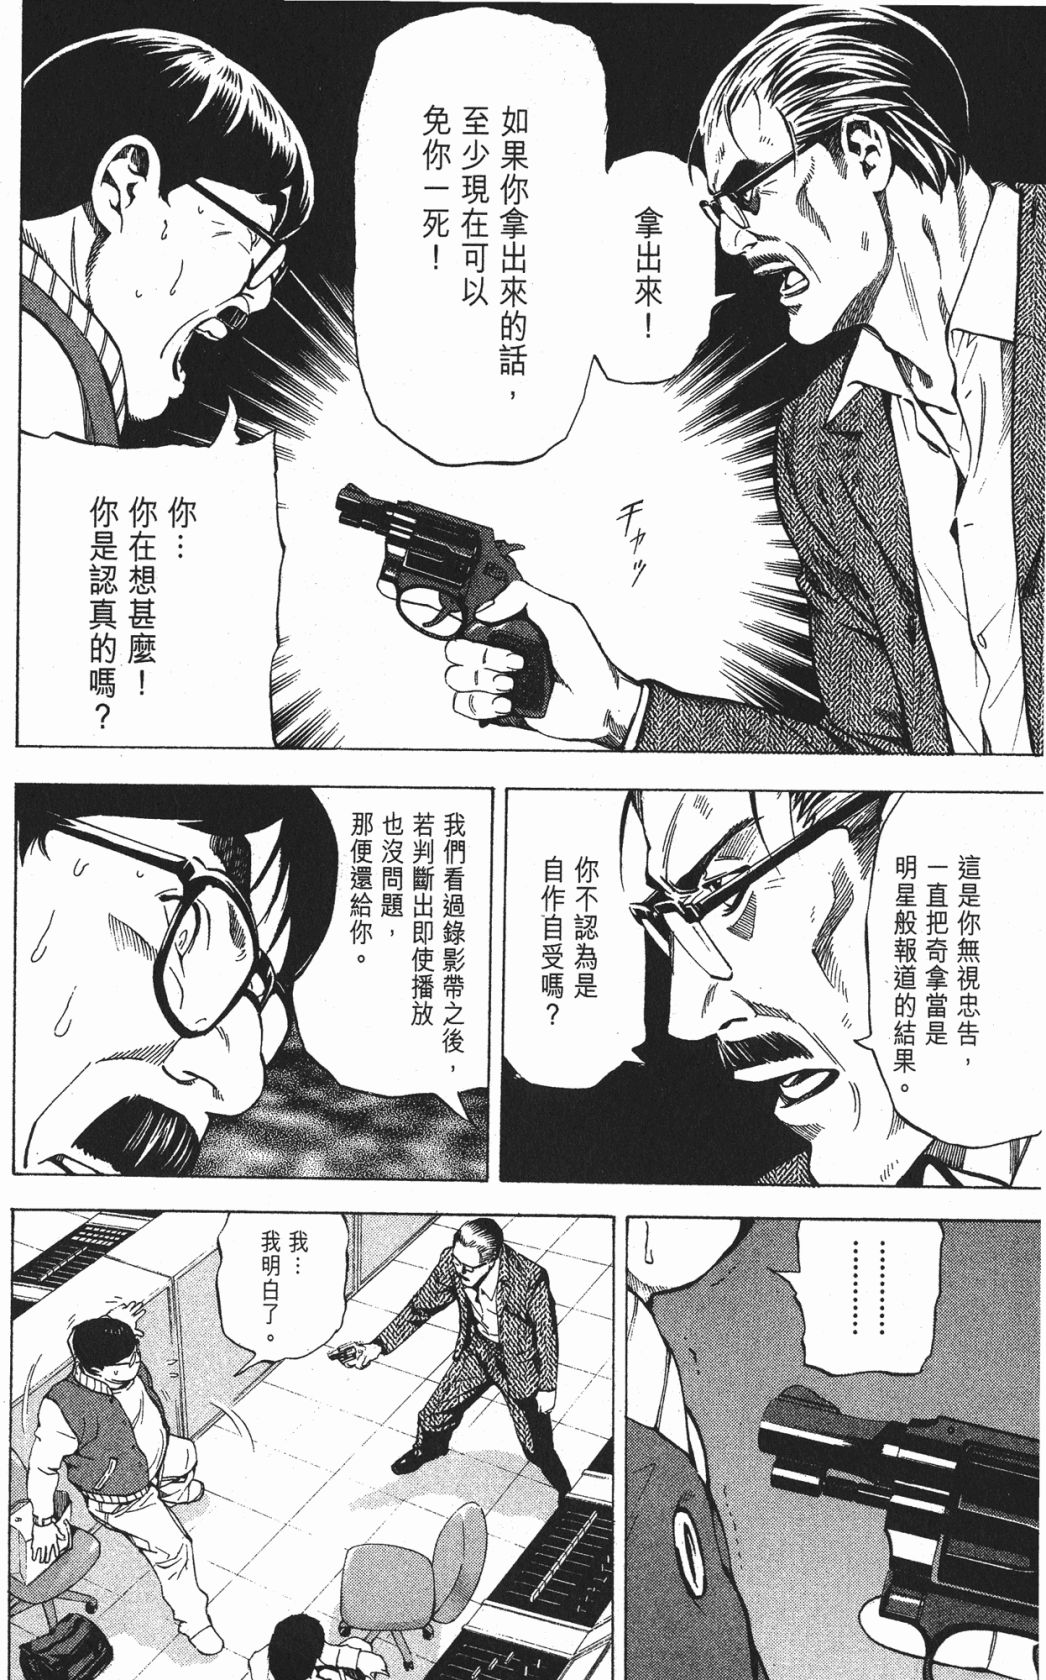 拿出來！
如果你拿出來的話，
至少現在可以
免你一死！
チャッ
你…
你在想甚麼！
你是認真的嗎？
這是你無視忠告，
一直把奇拿當是
明星般報道的結果。
你不認為是
自作自受嗎？
我們看過錄影帶之後，
若判斷出即使播放
也沒問題，
那便還給你。
…………
…………
我…
我明白了。